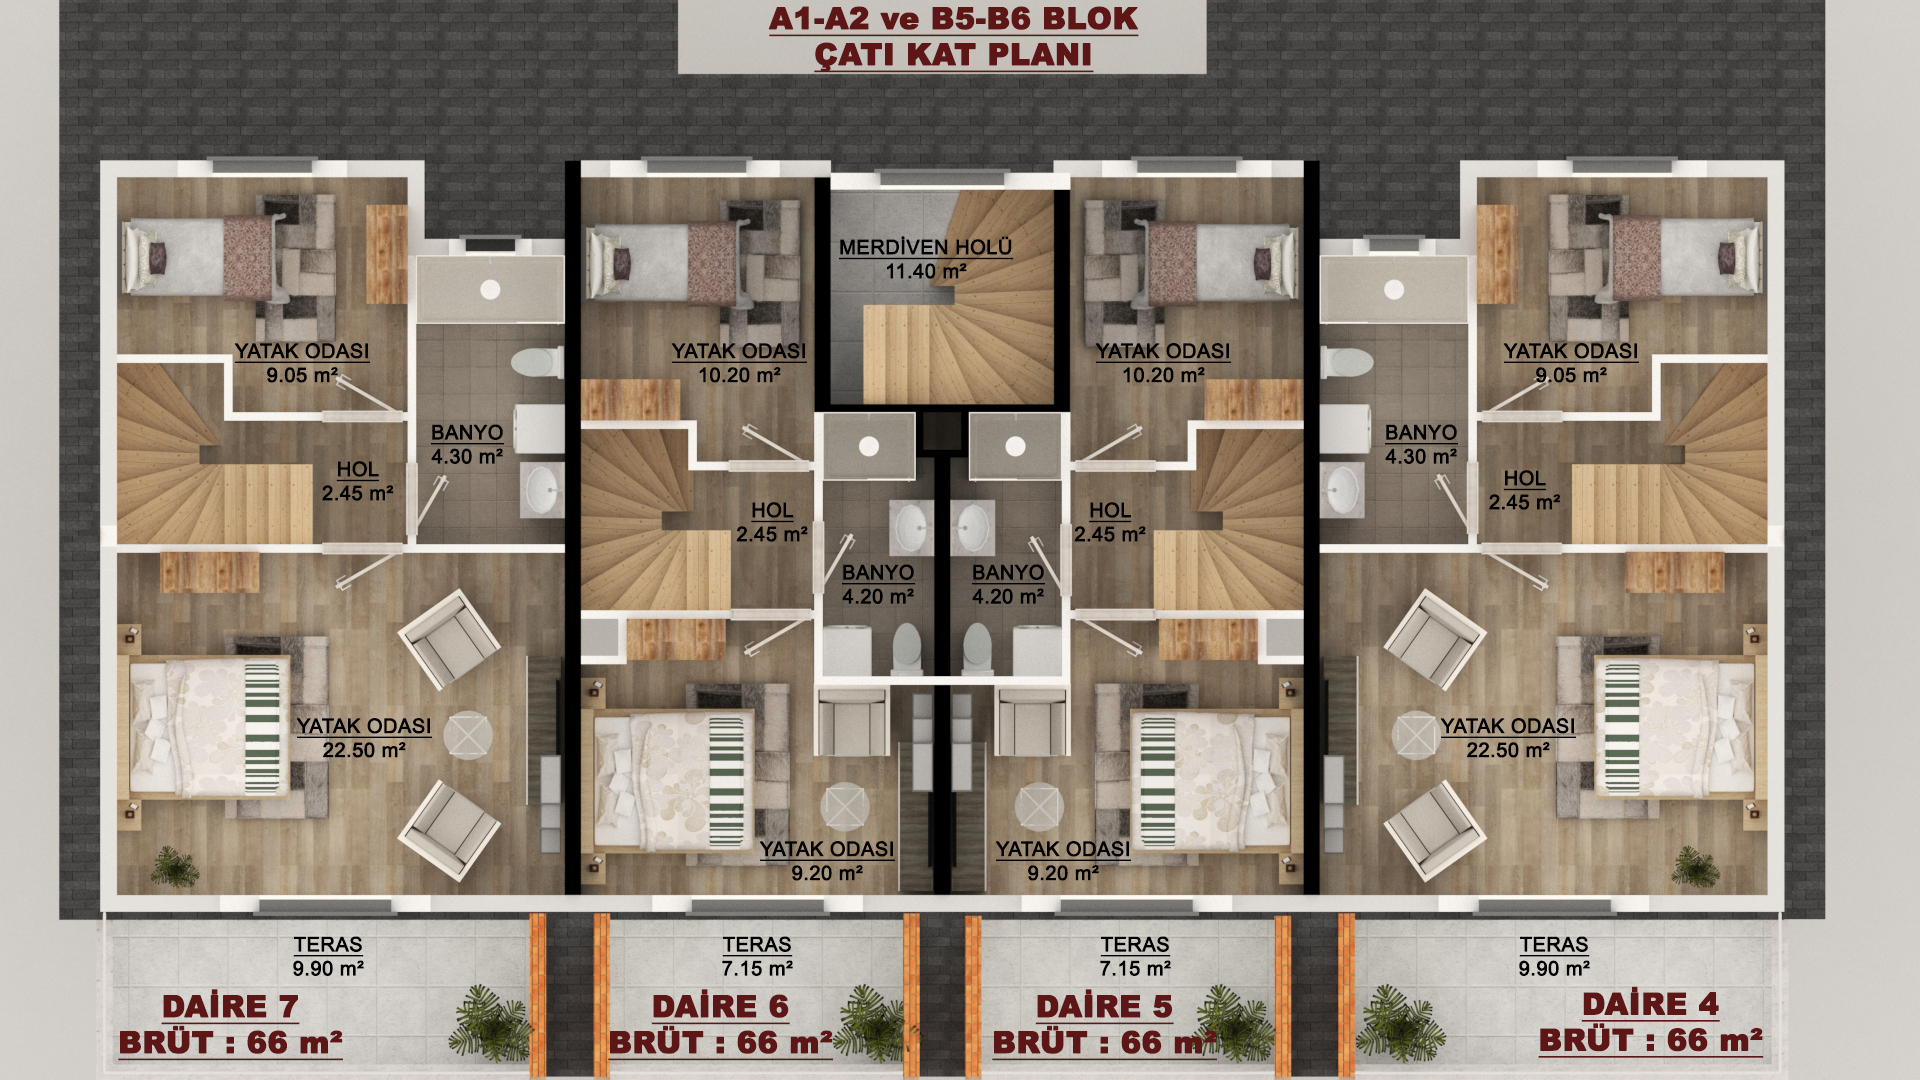 A1-A2 ve B5-B6 BLOK
ÇATI KAT PLANI
YATAK ODASI
9.05 m²
BANYO
4.30 m²
HOL
2.45 m²
YATAK ODASI
22.50 m²
TERAS
9.90 m²
DAİRE 7
BRÜT : 66 m²
YATAK ODASI
10.20 m²
HOL
2.45 m²
BANYO
4.20 m²
YATAK ODASI
9.20 m²
TERAS
7.15 m²
DAİRE 6
BRÜT : 66 m²
MERDİVEN HOLÜ
11.40 m²
YATAK ODASI
10.20 m²
HOL
2.45 m²
BANYO
4.20 m²
YATAK ODASI
9.20 m²
TERAS
7.15 m²
DAİRE 5
BRÜT : 66 m²
YATAK ODASI
9.05 m²
BANYO
4.30 m²
HOL
2.45 m²
YATAK ODASI
22.50 m²
TERAS
9.90 m²
DAİRE 4
BRÜT : 66 m²